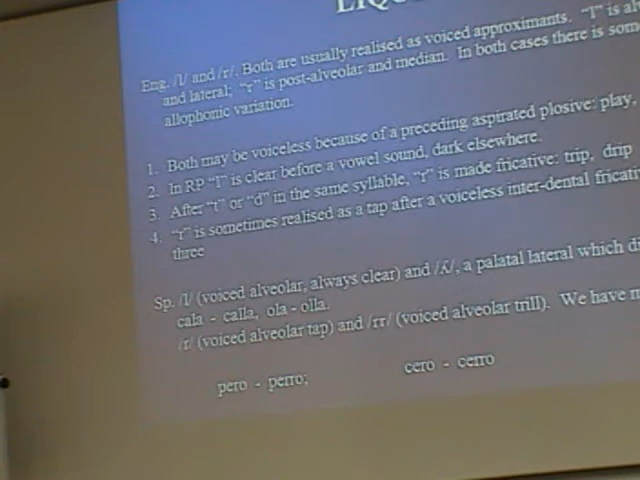 LIQU
Eng. /l/ and /r/. Both are usually realised as voiced approximants. "l" is al
and lateral; "r" is post-alveolar and median. In both cases there is som
allophonic variation.
1. Both may be voiceless because of a preceding aspirated plosive: play,
2. In RP "l" is clear before a vowel sound, dark elsewhere.
3. After "t" or "d" in the same syllable, "r" is made fricative: trip, drip
4. "r" is sometimes realised as a tap after a voiceless inter-dental fricati
three
Sp. /l/ (voiced alveolar, always clear) and /ʎ/, a palatal lateral which di
cala - calla, ola - olla.
/r/ (voiced alveolar tap) and /rr/ (voiced alveolar trill). We have m
pero - perro; cero - cerro